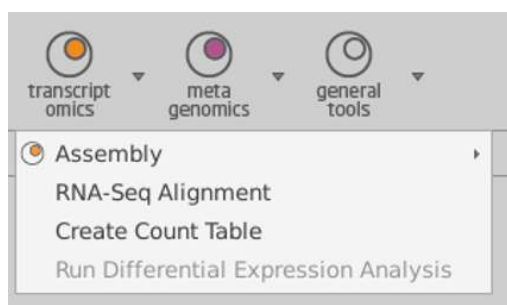 transcript
omics
meta
genomics
general
tools
Assembly
RNA-Seq Alignment
Create Count Table
Run Differential Expression Analysis